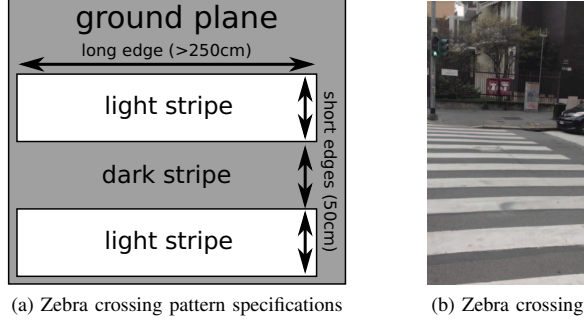 ground plane
long edge (>250cm)
light stripe
dark stripe
light stripe
short edges (50cm)
(a) Zebra crossing pattern specifications
(b) Zebra crossing